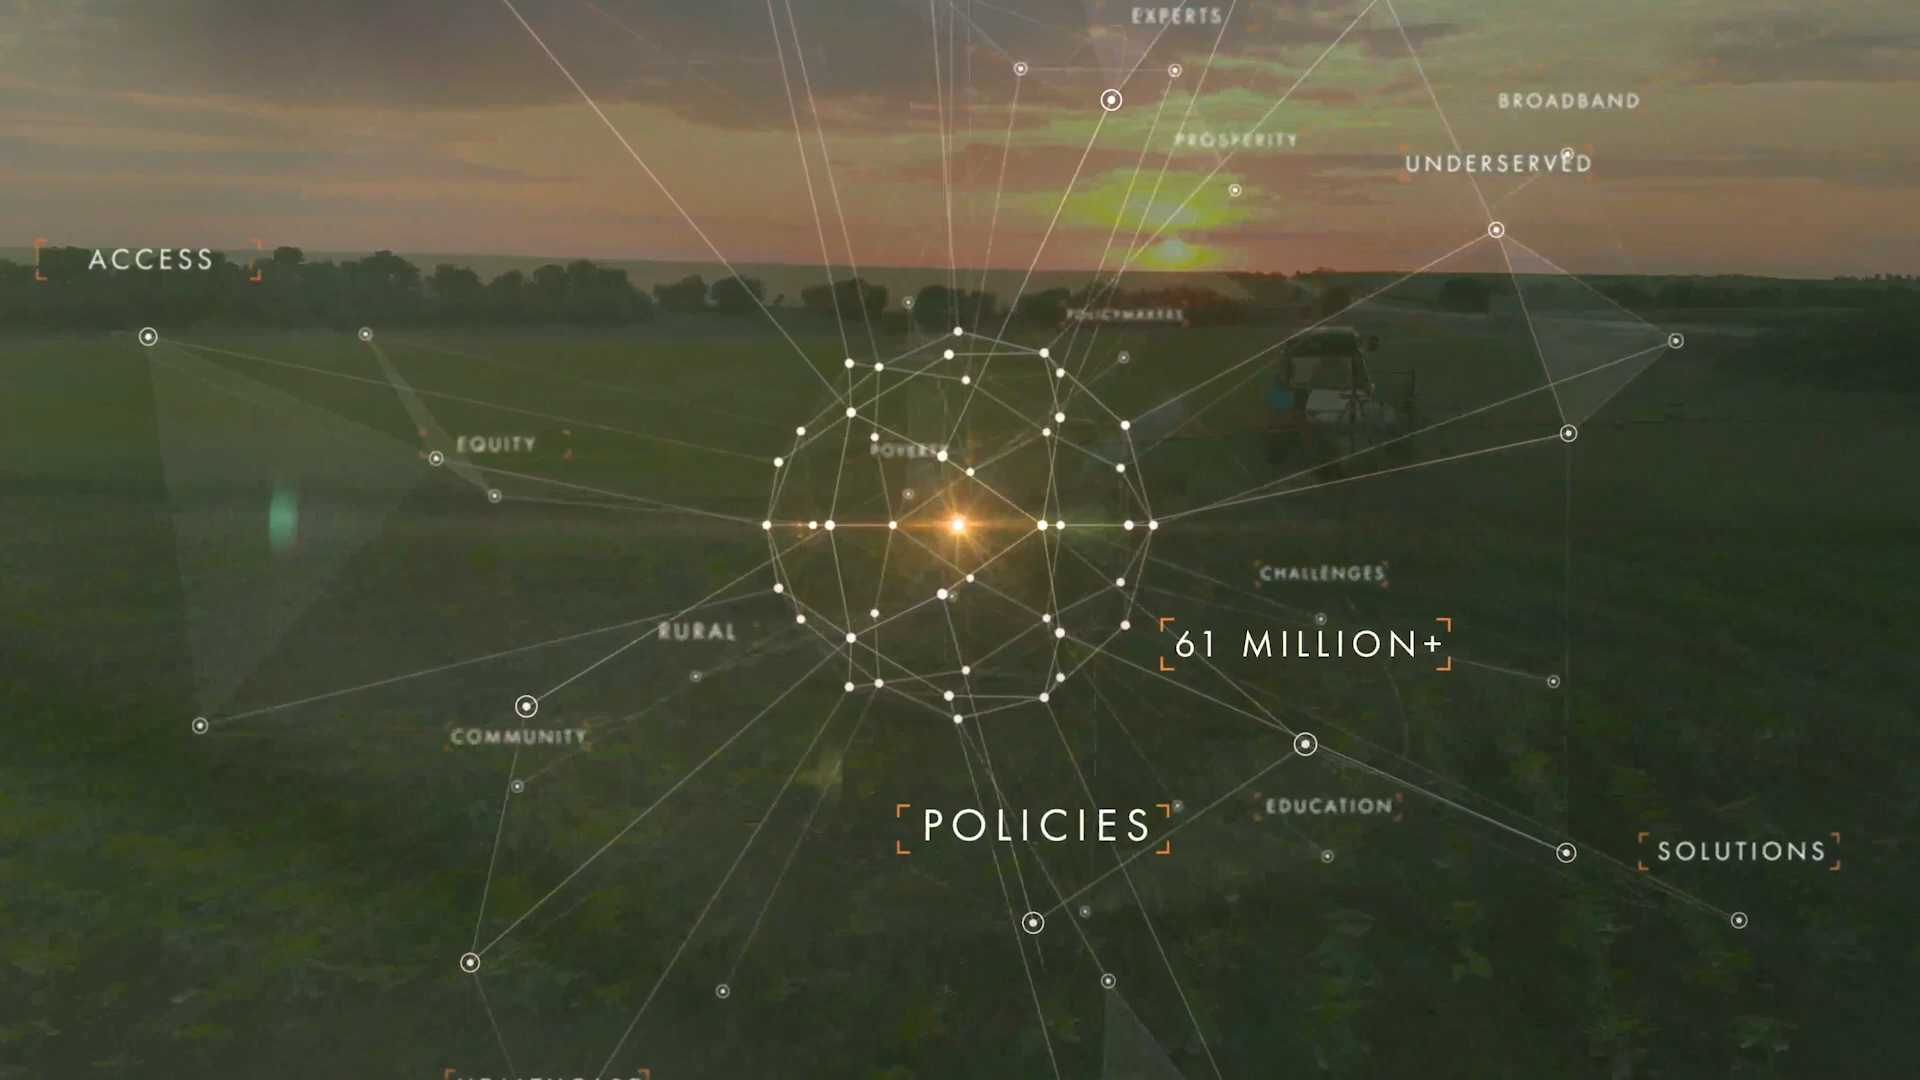 EXPERTS
BROADBAND
PROSPERITY
UNDERSERVED
ACCESS
POLICYMAKERS
EQUITY
POVERTY
CHALLENGES
RURAL
61 MILLION+
COMMUNITY
EDUCATION
POLICIES
SOLUTIONS